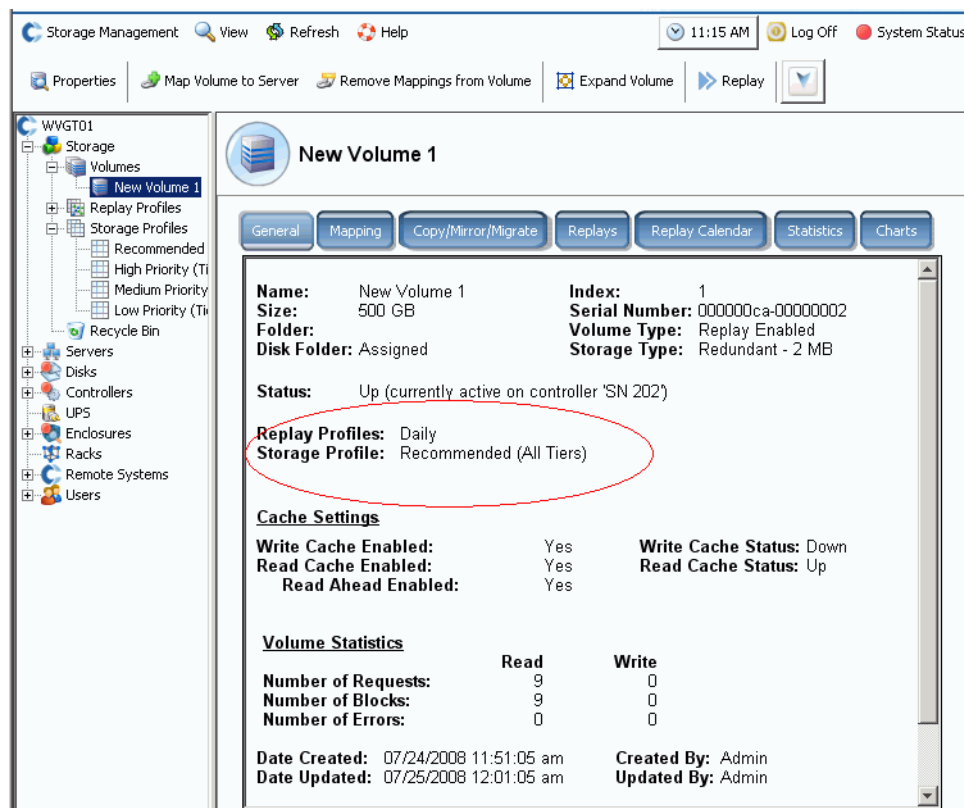 Storage Management View Refresh Help 11:15 AM Log Off System Status
Properties Map Volume to Server Remove Mappings from Volume Expand Volume Replay
WVGT01
Storage
Volumes
New Volume 1
Replay Profiles
Storage Profiles
Recommended
High Priority (Ti
Medium Priority
Low Priority (Tie
Recycle Bin
Servers
Disks
Controllers
UPS
Enclosures
Racks
Remote Systems
Users
New Volume 1
General Mapping Copy/Mirror/Migrate Replays Replay Calendar Statistics Charts
Name: New Volume 1 Index: 1
Size: 500 GB Serial Number: 000000ca-00000002
Folder: Volume Type: Replay Enabled
Disk Folder: Assigned Storage Type: Redundant - 2 MB
Status: Up (currently active on controller 'SN 202')
Replay Profiles: Daily
Storage Profile: Recommended (All Tiers)
Cache Settings
Write Cache Enabled: Yes Write Cache Status: Down
Read Cache Enabled: Yes Read Cache Status: Up
Read Ahead Enabled: Yes
Volume Statistics
Read Write
Number of Requests: 9 0
Number of Blocks: 9 0
Number of Errors: 0 0
Date Created: 07/24/2008 11:51:05 am Created By: Admin
Date Updated: 07/25/2008 12:01:05 am Updated By: Admin